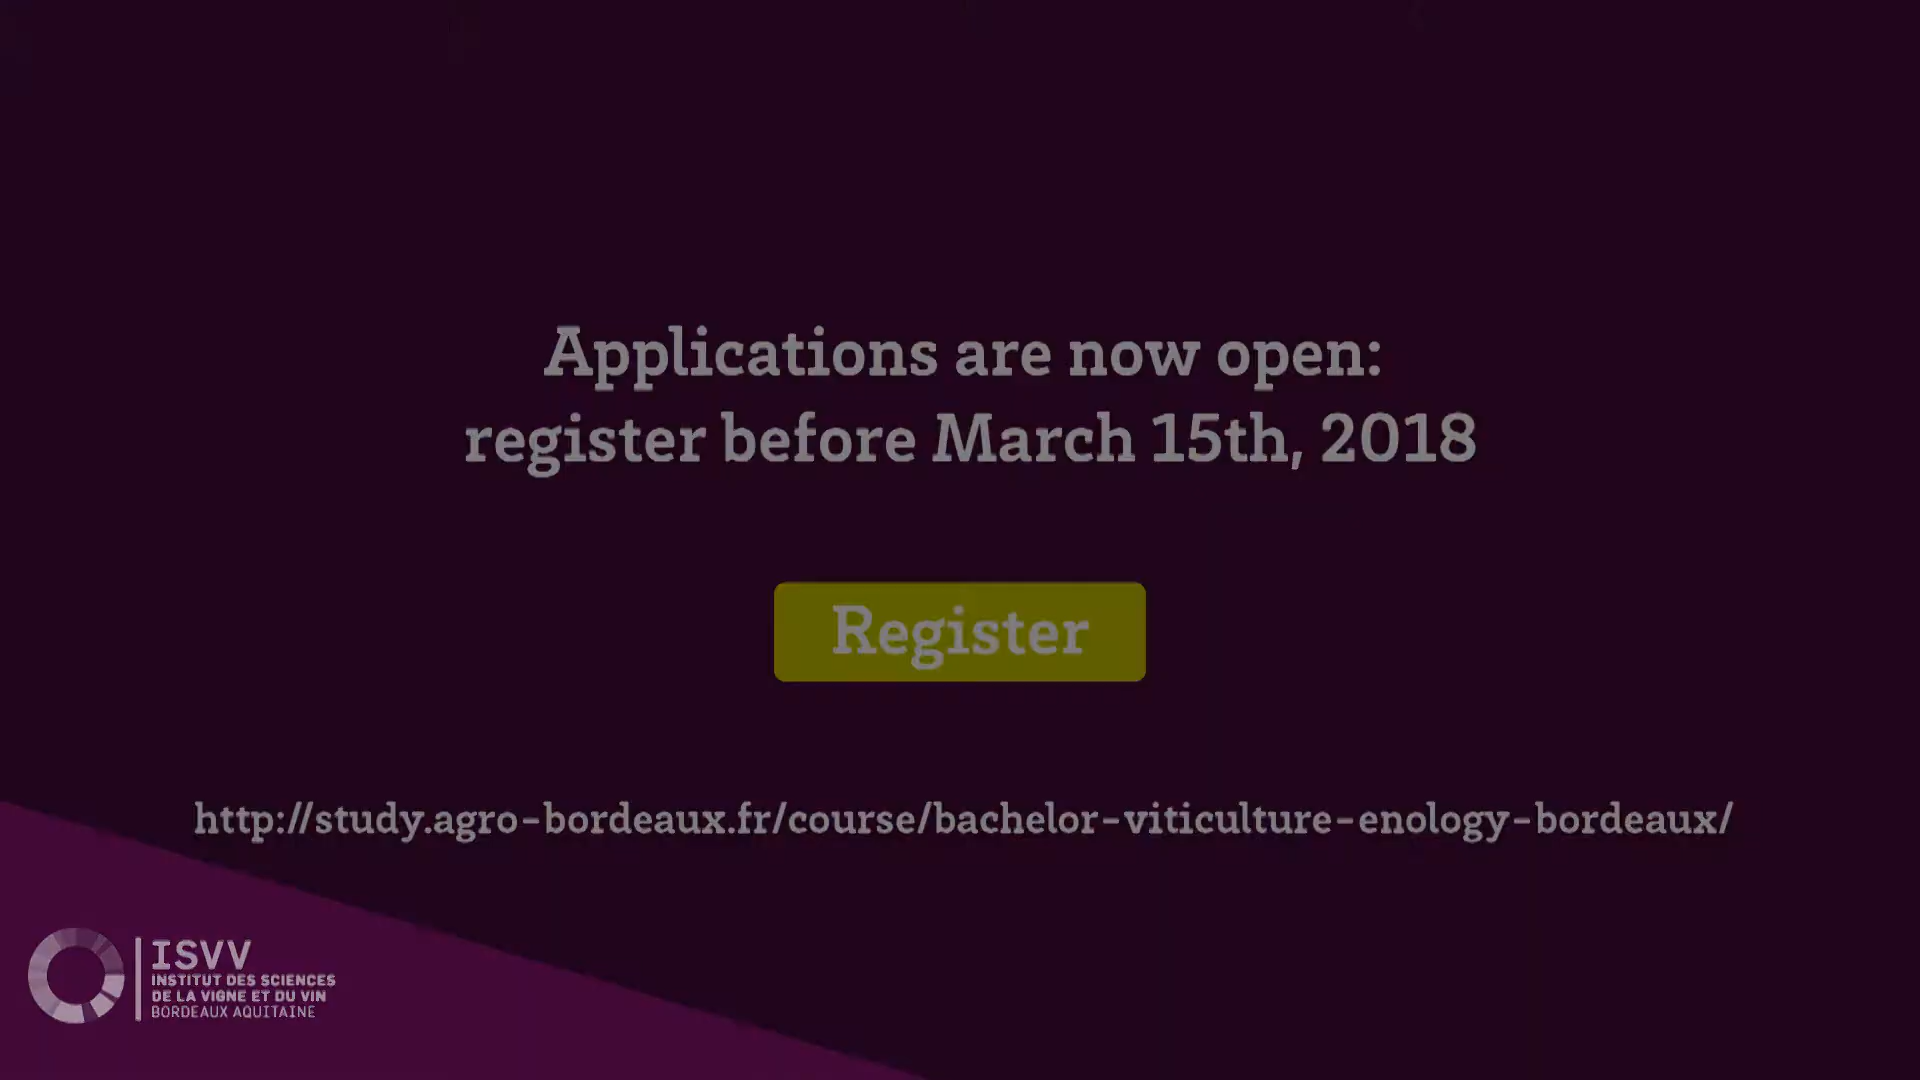 Applications are now open:
register before March 15th, 2018
Register
http://study.agro-bordeaux.fr/course/bachelor-viticulture-enology-bordeaux/
ISVV
INSTITUT DES SCIENCES
DE LA VIGNE ET DU VIN
BORDEAUX AQUITAINE